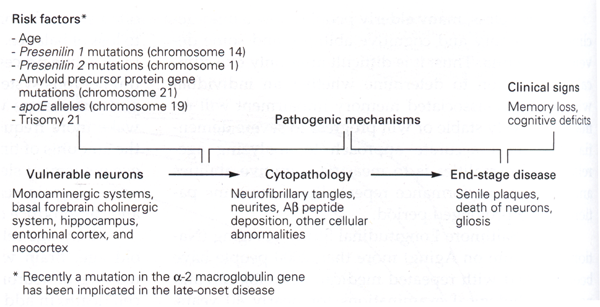 Risk factors*
- Age
- Presenilin 1 mutations (chromosome 14)
- Presenilin 2 mutations (chromosome 1)
- Amyloid precursor protein gene
mutations (chromosome 21)
- apoE alleles (chromosome 19)
- Trisomy 21
Pathogenic mechanisms
Clinical signs
Memory loss,
cognitive deficits
Vulnerable neurons
Monoaminergic systems,
basal forebrain cholinergic
system, hippocampus,
entorhinal cortex, and
neocortex
Cytopathology
Neurofibrillary tangles,
neurites, Aβ peptide
deposition, other cellular
abnormalities
End-stage disease
Senile plaques,
death of neurons,
gliosis
* Recently a mutation in the α-2 macroglobulin gene
has been implicated in the late-onset disease